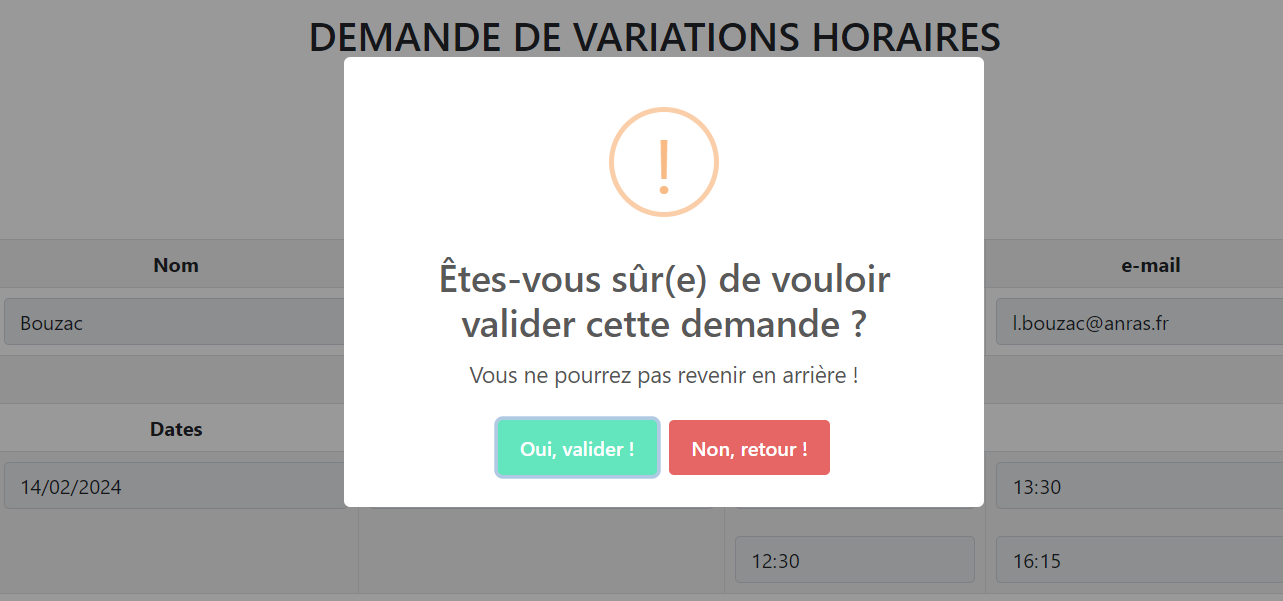 DEMANDE DE VARIATIONS HORAIRES
!
Êtes-vous sûr(e) de vouloir
valider cette demande ?
Vous ne pourrez pas revenir en arrière !
Oui, valider !
Non, retour !
Nom
e-mail
Bouzac
l.bouzac@anras.fr
Dates
14/02/2024
13:30
12:30
16:15